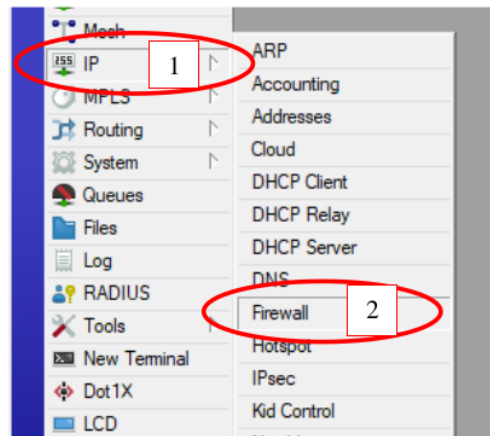 Mesh
IP
1
MPLS
Routing
System
Queues
Files
Log
RADIUS
Tools
New Terminal
Dot1X
LCD
ARP
Accounting
Addresses
Cloud
DHCP Client
DHCP Relay
DHCP Server
DNS
Firewall
2
Hotspot
IPsec
Kid Control